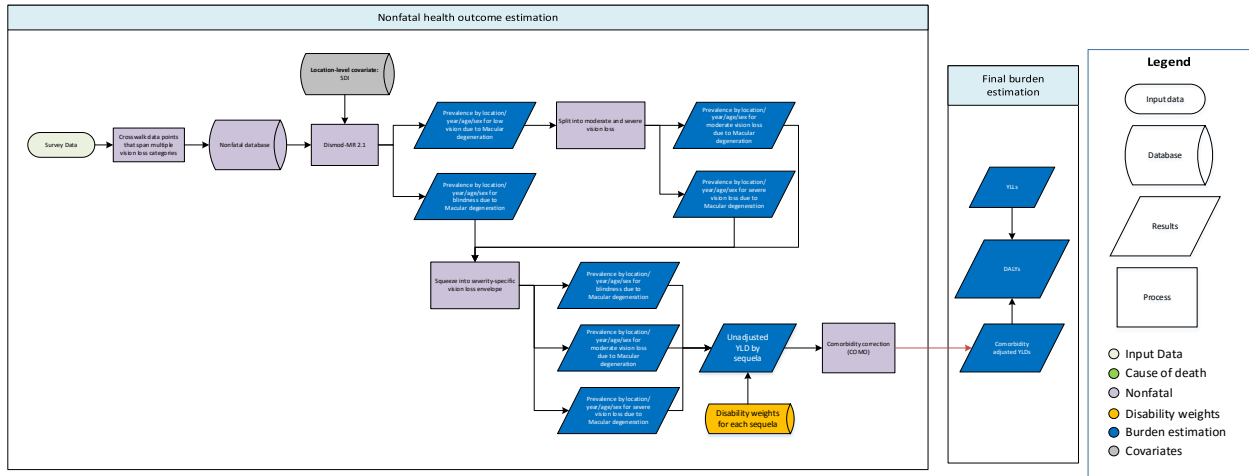 Nonfatal health outcome estimation
Location-level covariate:
SDI
Survey Data
Crosswalk data points
that span multiple
vision loss categories
Nonfatal database
Dismod-MR 2.1
Prevalence by location/
year/age/sex for low
vision due to Macular
degeneration
Split into moderate and severe
vision loss
Prevalence by location/
year/age/sex for
moderate vision loss
due to Macular
degeneration
Prevalence by location/
year/age/sex for
blindness due to
Macular degeneration
Prevalence by location/
year/age/sex for severe
vision loss due to
Macular degeneration
Squeeze into severity-specific
vision loss envelope
Prevalence by location/
year/age/sex for
blindness due to
Macular degeneration
Prevalence by location/
year/age/sex for
moderate vision loss
due to Macular
degeneration
Prevalence by location/
year/age/sex for severe
vision loss due to
Macular degeneration
Unadjusted
YLD by
sequela
Disability weights
for each sequela
Comorbidity correction
(COMO)
Final burden
estimation
YLLs
DALYs
Comorbidity
adjusted YLDs
Legend
Input data
Database
Results
Process
Input Data
Cause of death
Nonfatal
Disability weights
Burden estimation
Covariates